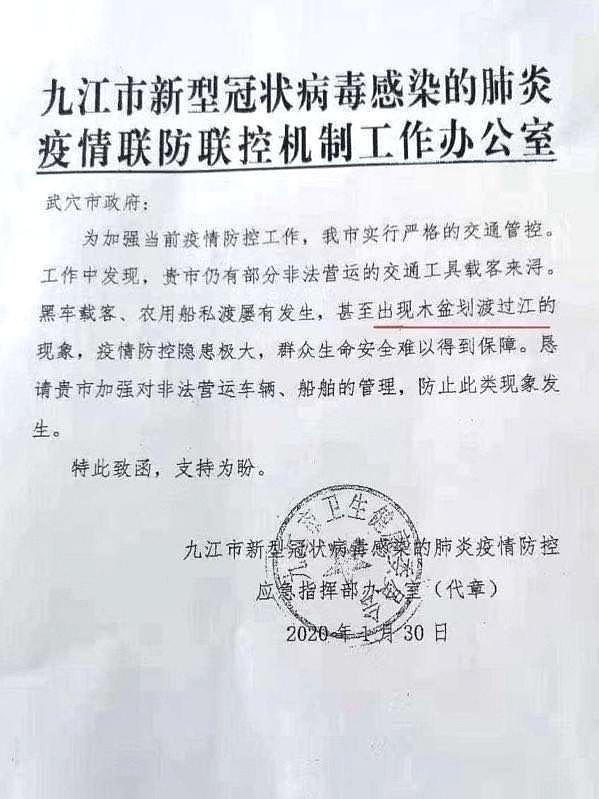 九江市新型冠状病毒感染的肺炎
疫情联防联控机制工作办公室
武穴市政府：
为加强当前疫情防控工作，我市实行严格的交通管控。
工作中发现，贵市仍有部分非法营运的交通工具载客来浔。
黑车载客、农用船私渡屡有发生，甚至出现木盆划渡过江的
现象，疫情防控隐患极大，群众生命安全难以得到保障。恳
请贵市加强对非法营运车辆、船舶的管理，防止此类现象发
生。
特此致函，支持为盼。
九江市新型冠状病毒感染的肺炎疫情防控
应急指挥部办公室（代章）
2020年1月30日
九江市卫生健康委员会